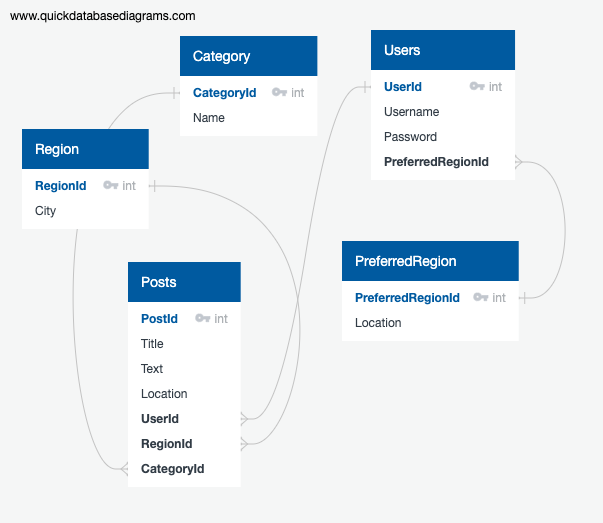 www.quickdatabasediagrams.com
Category
CategoryId int
Name
Users
UserId int
Username
Password
PreferredRegionId
Region
RegionId int
City
PreferredRegion
PreferredRegionId int
Location
Posts
PostId int
Title
Text
Location
UserId
RegionId
CategoryId